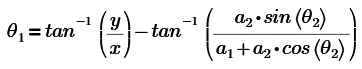 θ₁ = tan⁻¹ (y/x) − tan⁻¹ (a₂•sin⟨θ₂⟩ / a₁ + a₂•cos⟨θ₂⟩)